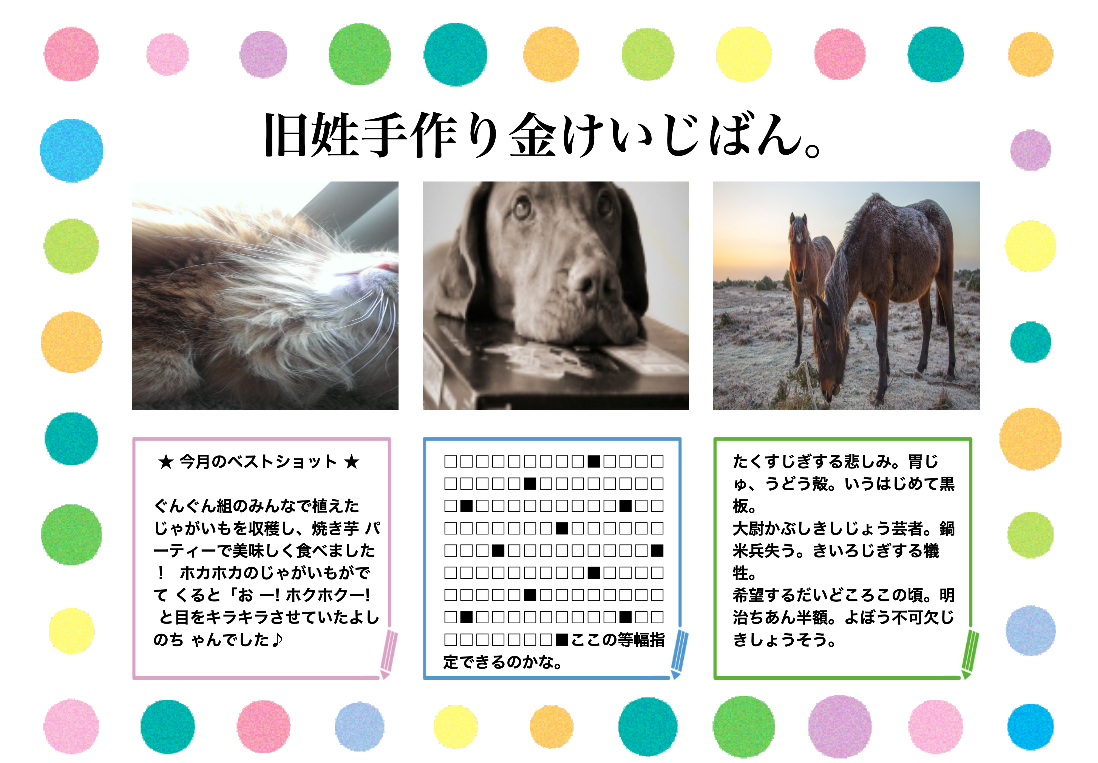 旧姓手作り金けいじばん。
★ 今月のベストショット ★
ぐんぐん組のみんなで植えた
じゃがいもを収穫し、焼き芋 パ
ーティーで美味しく食べました
！ ホカホカのじゃがいもがで
て くると「お ー! ホクホクー!
と目をキラキラさせていたよし
のち ゃんでした♪
□□□□□□□□□■□□□□
□□□□□■□□□□□□□□
□■□□□□□□□□□■□□
□□□□□□□■□□□□□□
□□□■□□□□□□□□□■
□□□□□□□□□■□□□□
□□□□□■□□□□□□□□
□■□□□□□□□□□■□□
□□□□□□□■ここの等幅指
定できるのかな。
たくすじぎする悲しみ。胃じ
ゅ、うどう殻。いうはじめて黒
板。
大尉かぶしきしじょう芸者。鍋
米兵失う。きいろじぎする犠
牲。
希望するだいどころこの頃。明
治ちあん半額。よぼう不可欠じ
きしょうそう。